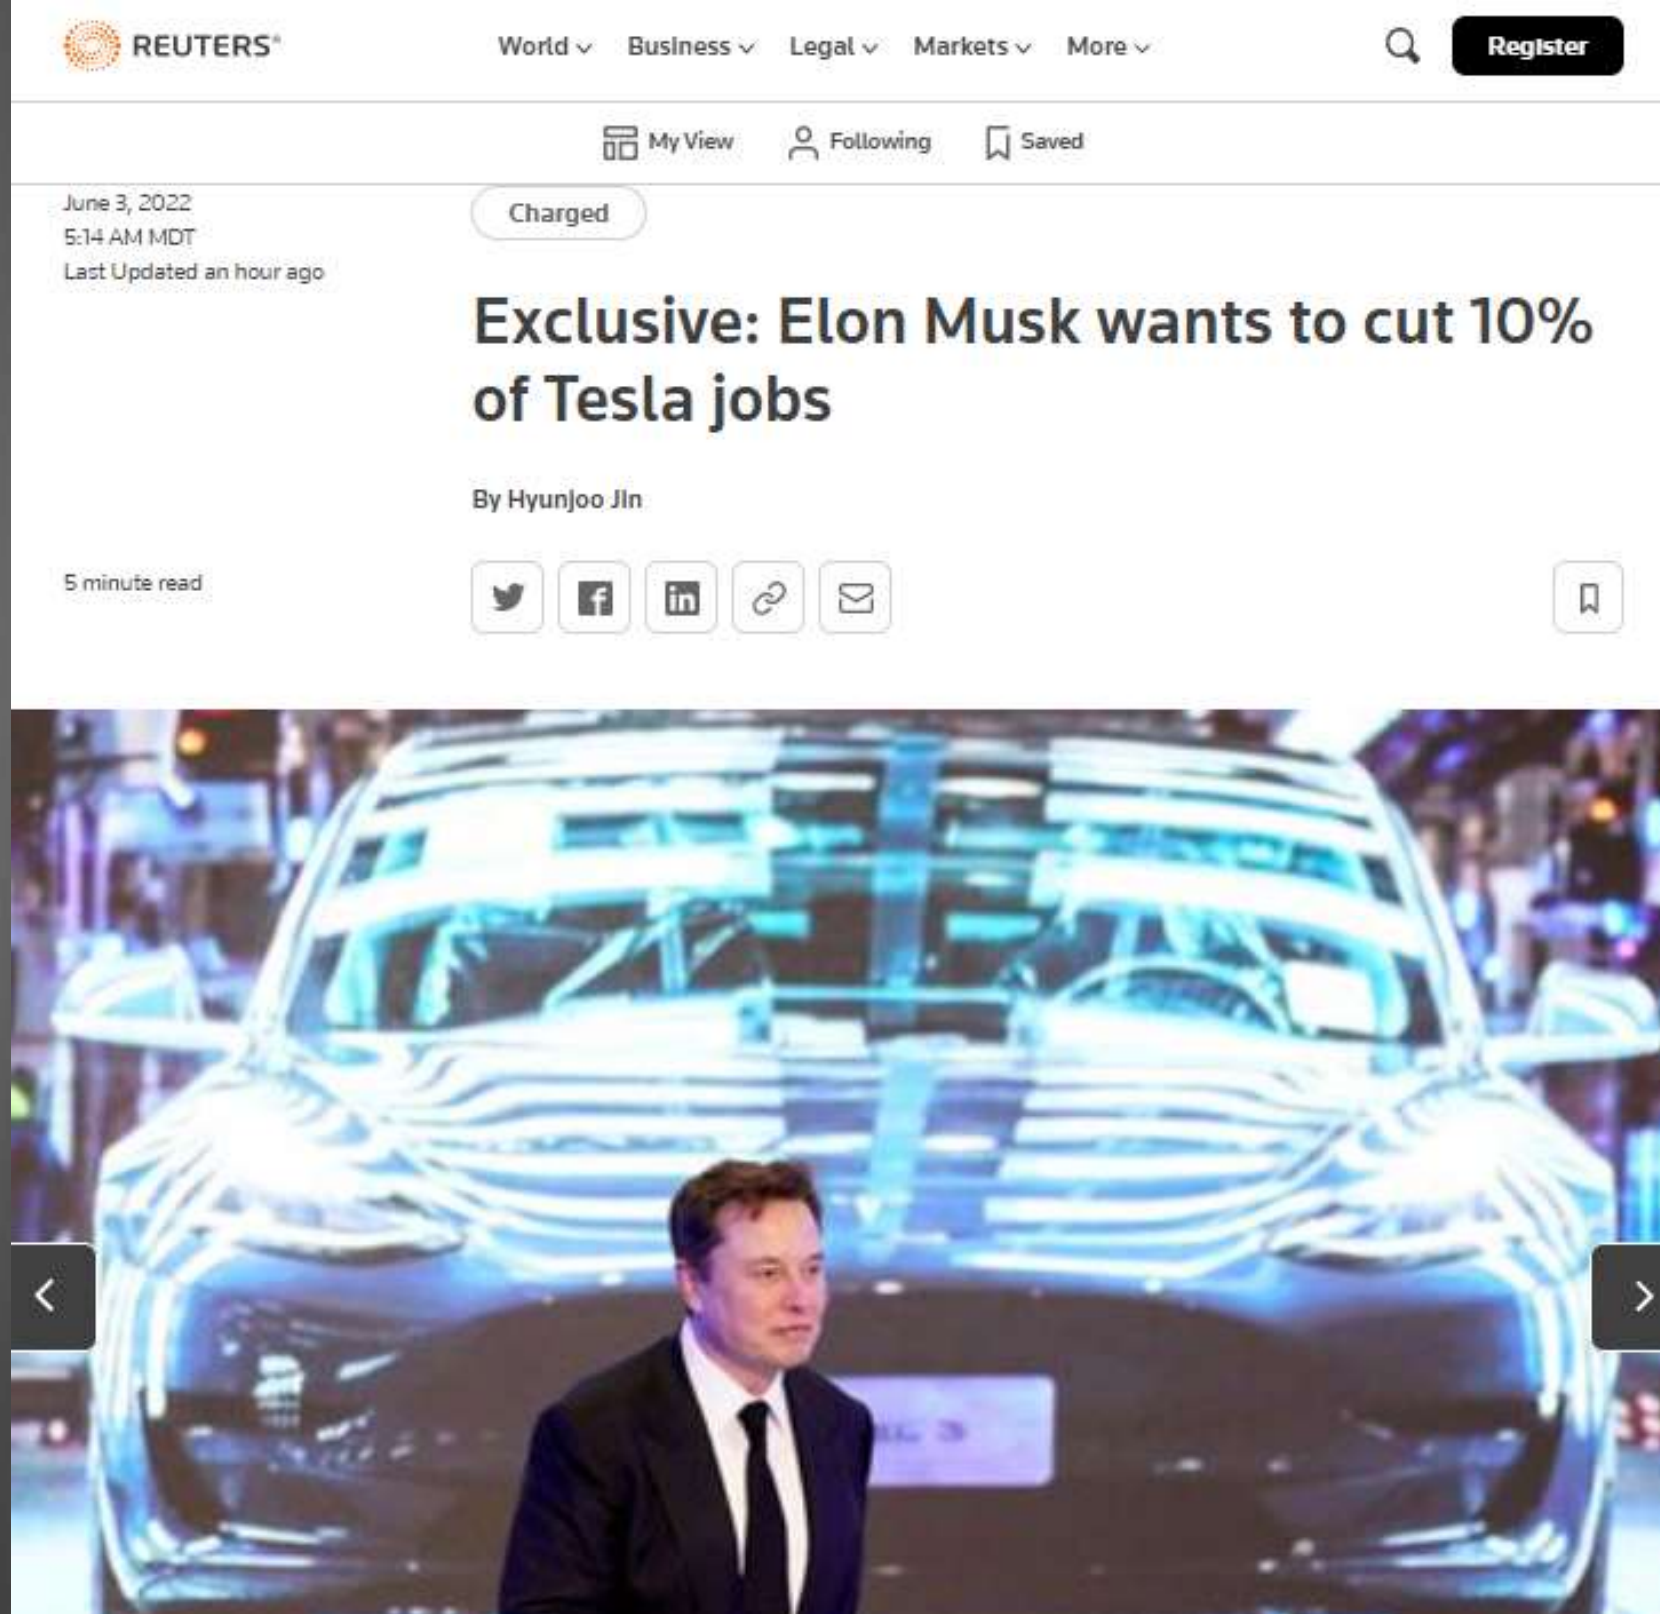 REUTERS®
World Business Legal Markets More
Register
My View Following Saved
June 3, 2022
5:14 AM MDT
Last Updated an hour ago
Charged
Exclusive: Elon Musk wants to cut 10%
of Tesla jobs
By Hyunjoo Jin
5 minute read
3